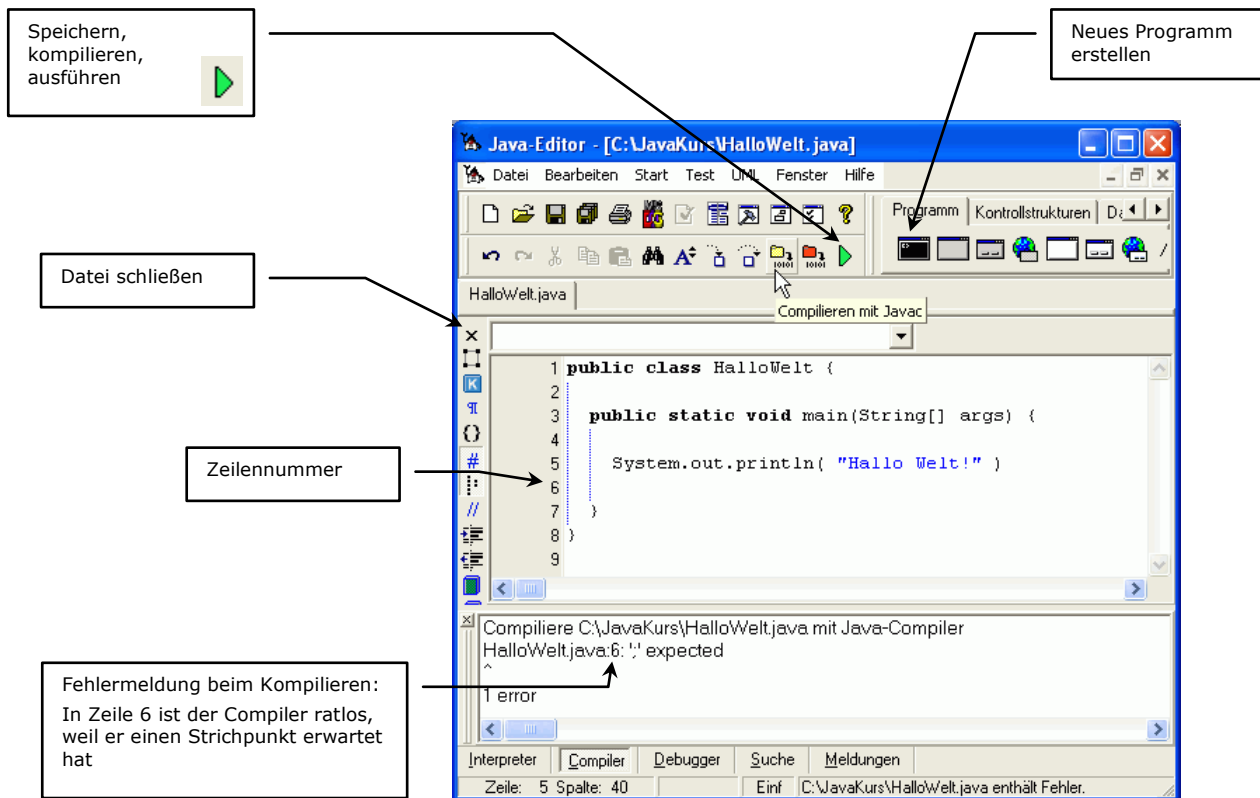 Speichern,
kompilieren,
ausführen
Neues Programm
erstellen
Java-Editor - [C:\JavaKurs\HalloWelt.java]
Datei Bearbeiten Start Test UML Fenster Hilfe
Programm Kontrollstrukturen
Datei schließen
HalloWelt.java
Compilieren mit Javac
1 public class HalloWelt {
2
3 public static void main(String[] args) {
4
5 System.out.println( "Hallo Welt!" )
6
7 }
8 }
9
Zeilennummer
Compiliere C:\JavaKurs\HalloWelt.java mit Java-Compiler
HalloWelt.java:6: ';' expected
^
1 error
Fehlermeldung beim Kompilieren:
In Zeile 6 ist der Compiler ratlos,
weil er einen Strichpunkt erwartet
hat
Interpreter Compiler Debugger Suche Meldungen
Zeile: 5 Spalte: 40 Einf C:\JavaKurs\HalloWelt.java enthält Fehler.